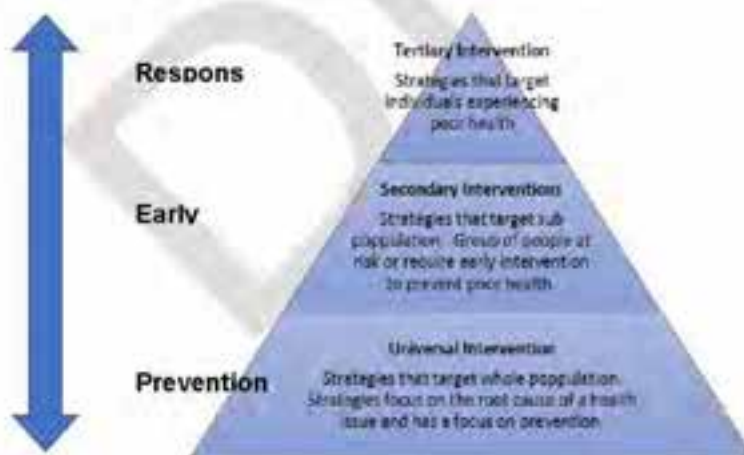 Respons
Tertiary Intervention
Strategies that target
individuals experiencing
poor health
Early
Secondary Interventions
Strategies that target sub
poppulation. Group of people at
risk or require early intervention
to prevent poor health
Prevention
Universal Intervention
Strategies that target whole poppulation.
Strategies focus on the root cause of a health
issue and has a focus on prevention